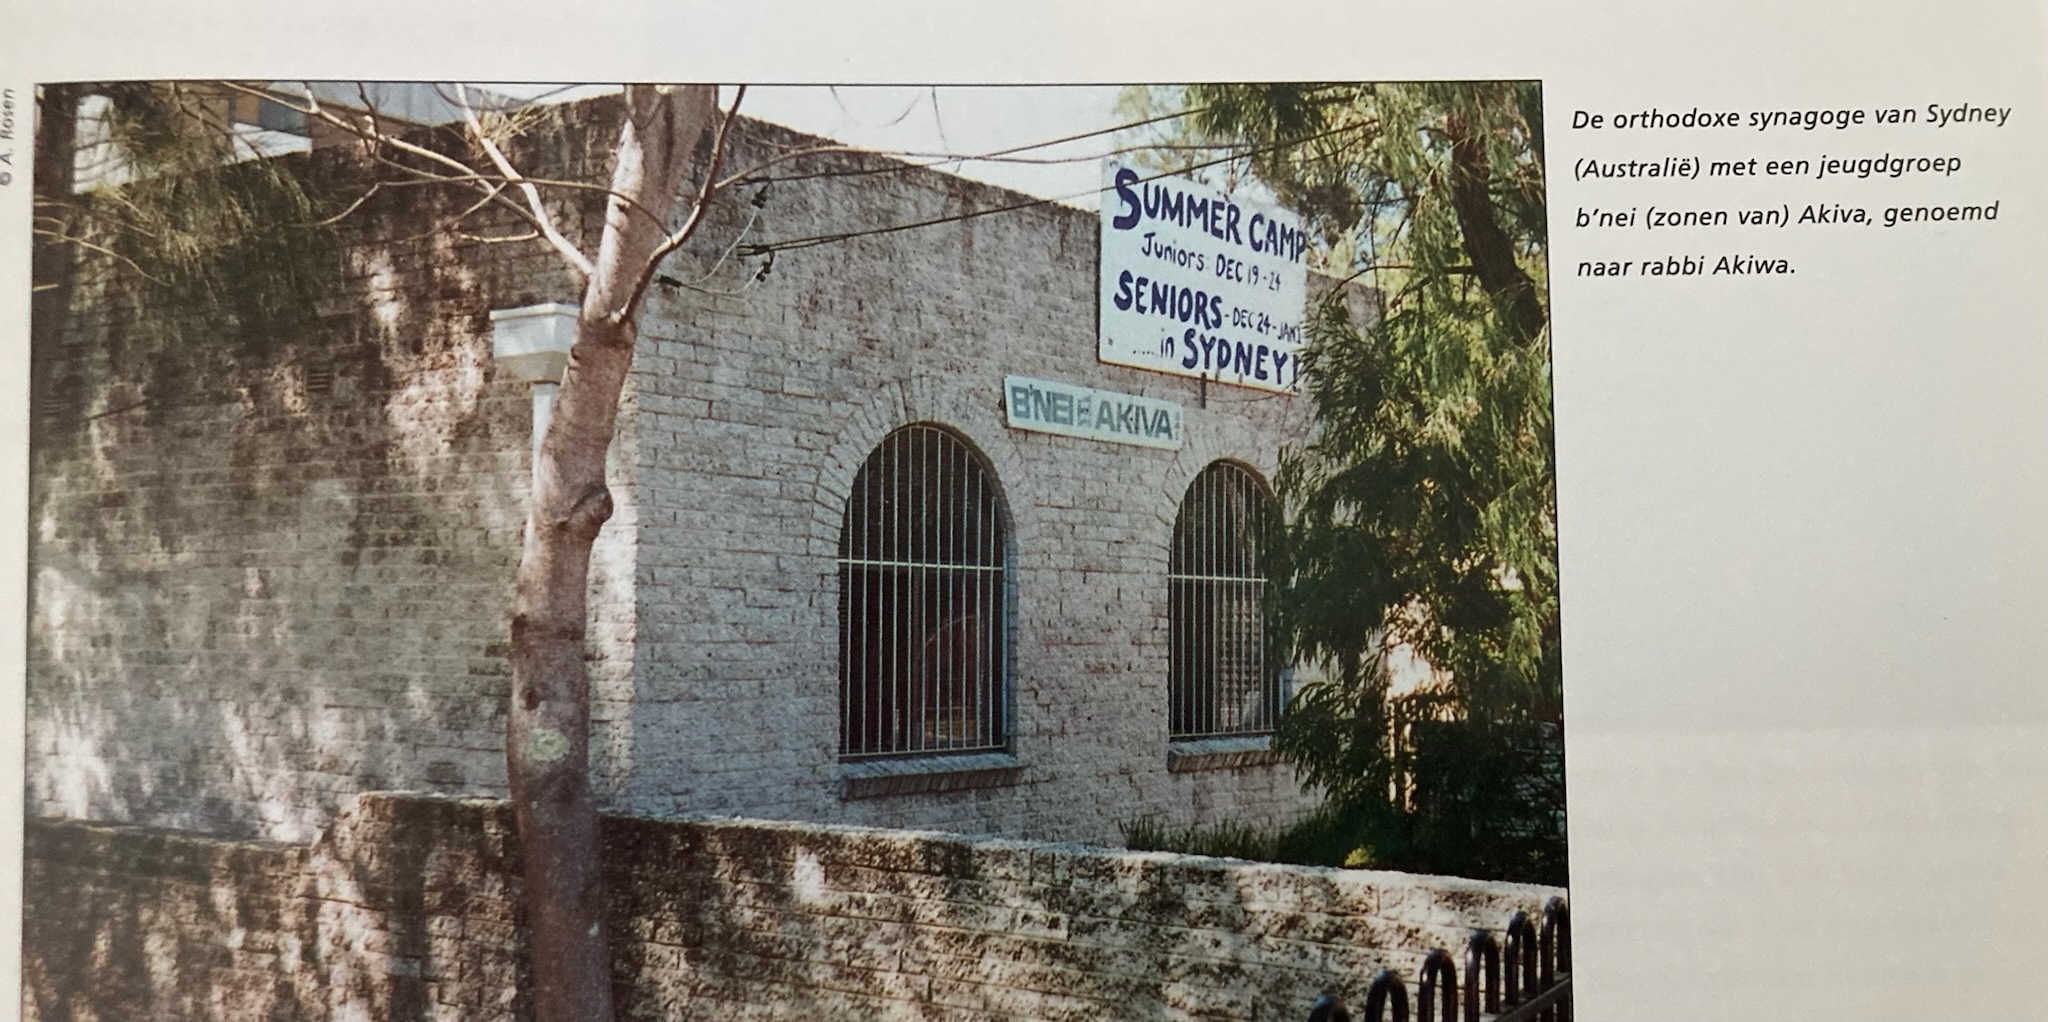 © A. Rosen
SUMMER CAMP
Juniors: DEC 19-24
SENIORS-DEC 24-JAN 1
.....in SYDNEY!
B'NEI AKIVA
De orthodoxe synagoge van Sydney
(Australië) met een jeugdgroep
b'nei (zonen van) Akiva, genoemd
naar rabbi Akiwa.